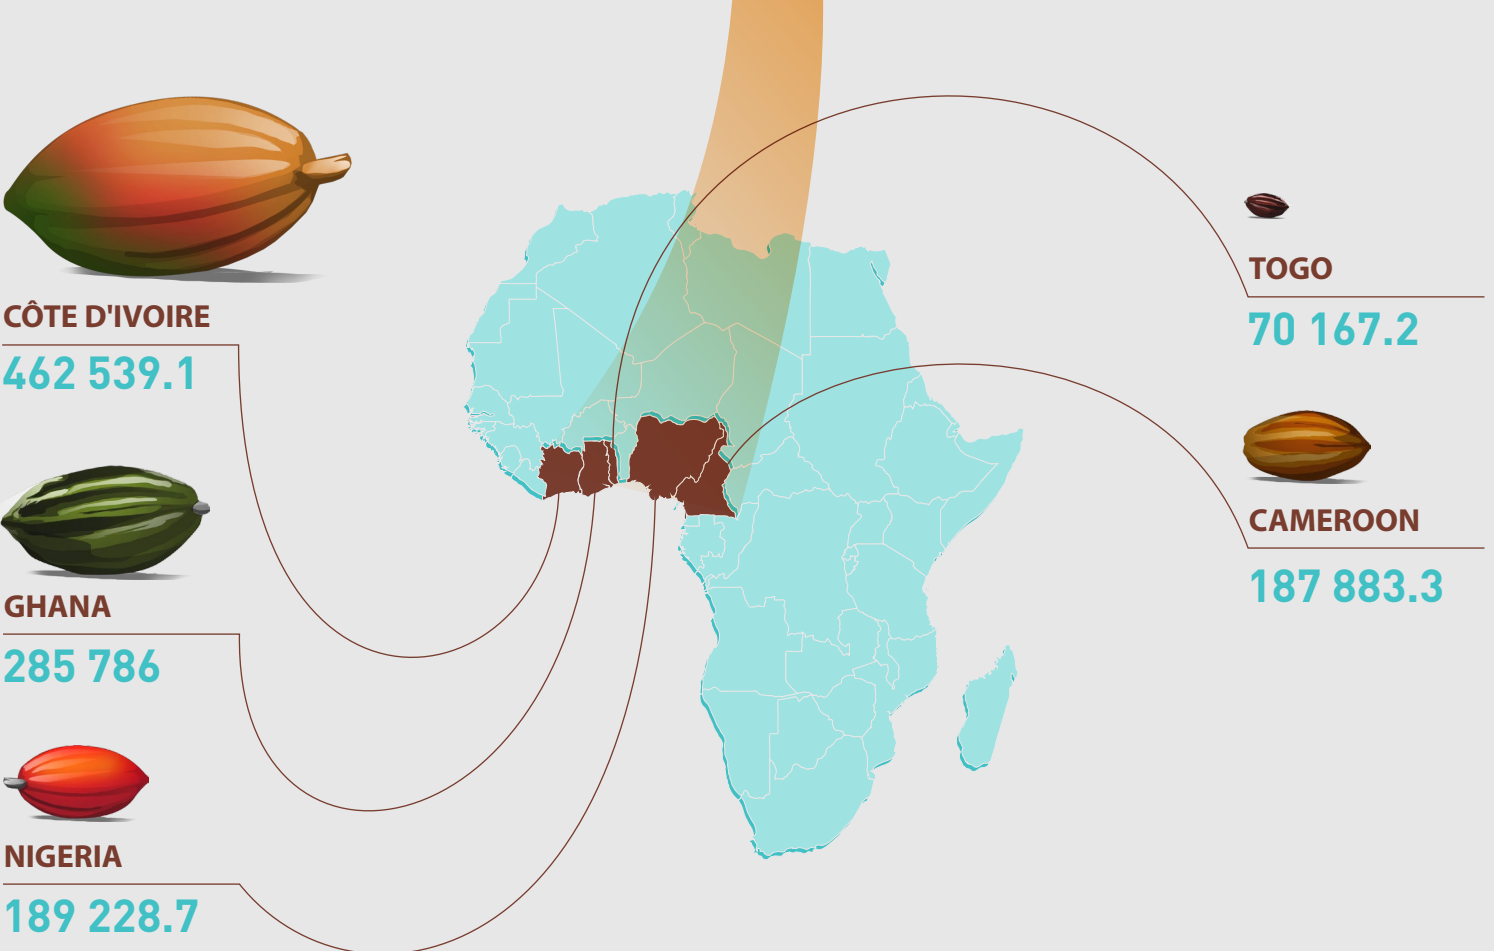 CÔTE D'IVOIRE
462 539.1
GHANA
285 786
NIGERIA
189 228.7
TOGO
70 167.2
CAMEROON
187 883.3